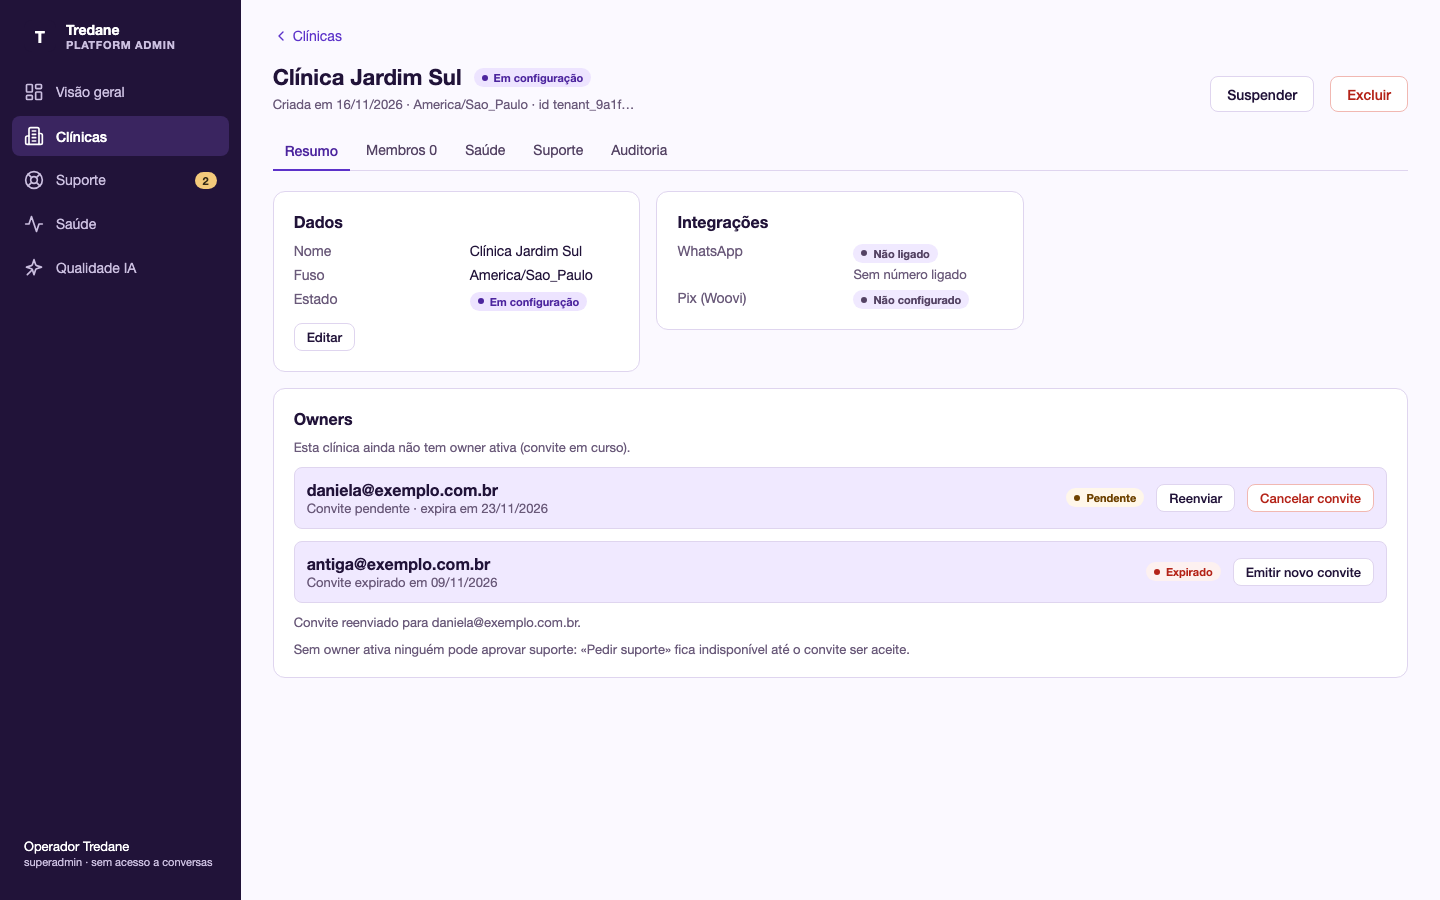 T
Tredane
PLATFORM ADMIN
Visão geral
Clínicas
Suporte
2
Saúde
Qualidade IA
Operador Tredane
superadmin · sem acesso a conversas
Clínicas
Clínica Jardim Sul
Em configuração
Criada em 16/11/2026 · America/Sao_Paulo · id tenant_9a1f…
Suspender
Excluir
Resumo
Membros 0
Saúde
Suporte
Auditoria
Dados
Nome
Clínica Jardim Sul
Fuso
America/Sao_Paulo
Estado
Em configuração
Editar
Integrações
WhatsApp
Não ligado
Sem número ligado
Pix (Woovi)
Não configurado
Owners
Esta clínica ainda não tem owner ativa (convite em curso).
daniela@exemplo.com.br
Convite pendente · expira em 23/11/2026
Pendente
Reenviar
Cancelar convite
antiga@exemplo.com.br
Convite expirado em 09/11/2026
Expirado
Emitir novo convite
Convite reenviado para daniela@exemplo.com.br.
Sem owner ativa ninguém pode aprovar suporte: «Pedir suporte» fica indisponível até o convite ser aceite.